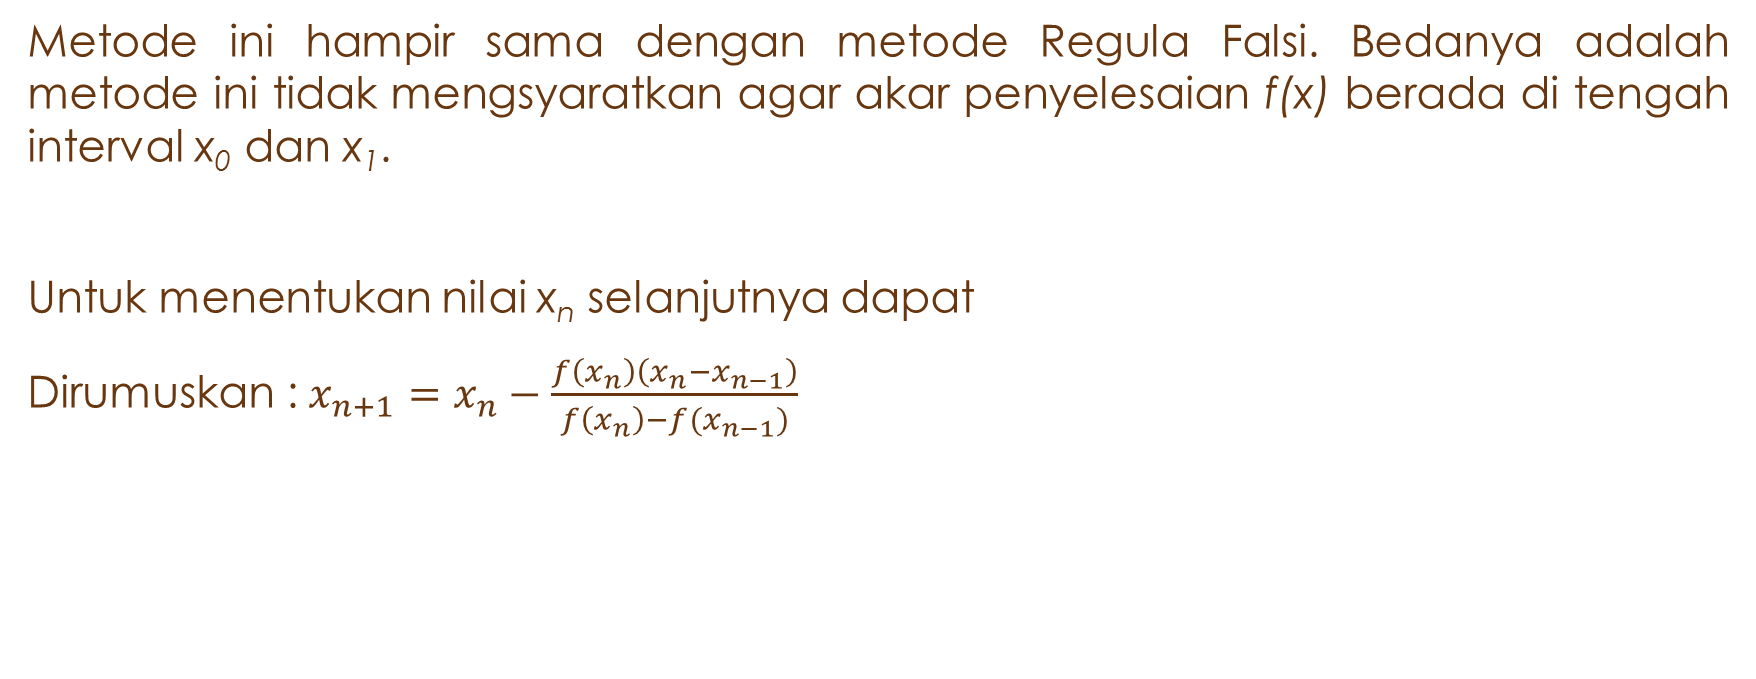 Metode ini hampir sama dengan metode Regula Falsi. Bedanya adalah
metode ini tidak mengsyaratkan agar akar penyelesaian f(x) berada di tengah
interval x₀ dan x₁.
Untuk menentukan nilai xₙ selanjutnya dapat
Dirumuskan : xₙ₊₁ = xₙ − f(xₙ)(xₙ−xₙ₋₁) / f(xₙ)−f(xₙ₋₁)